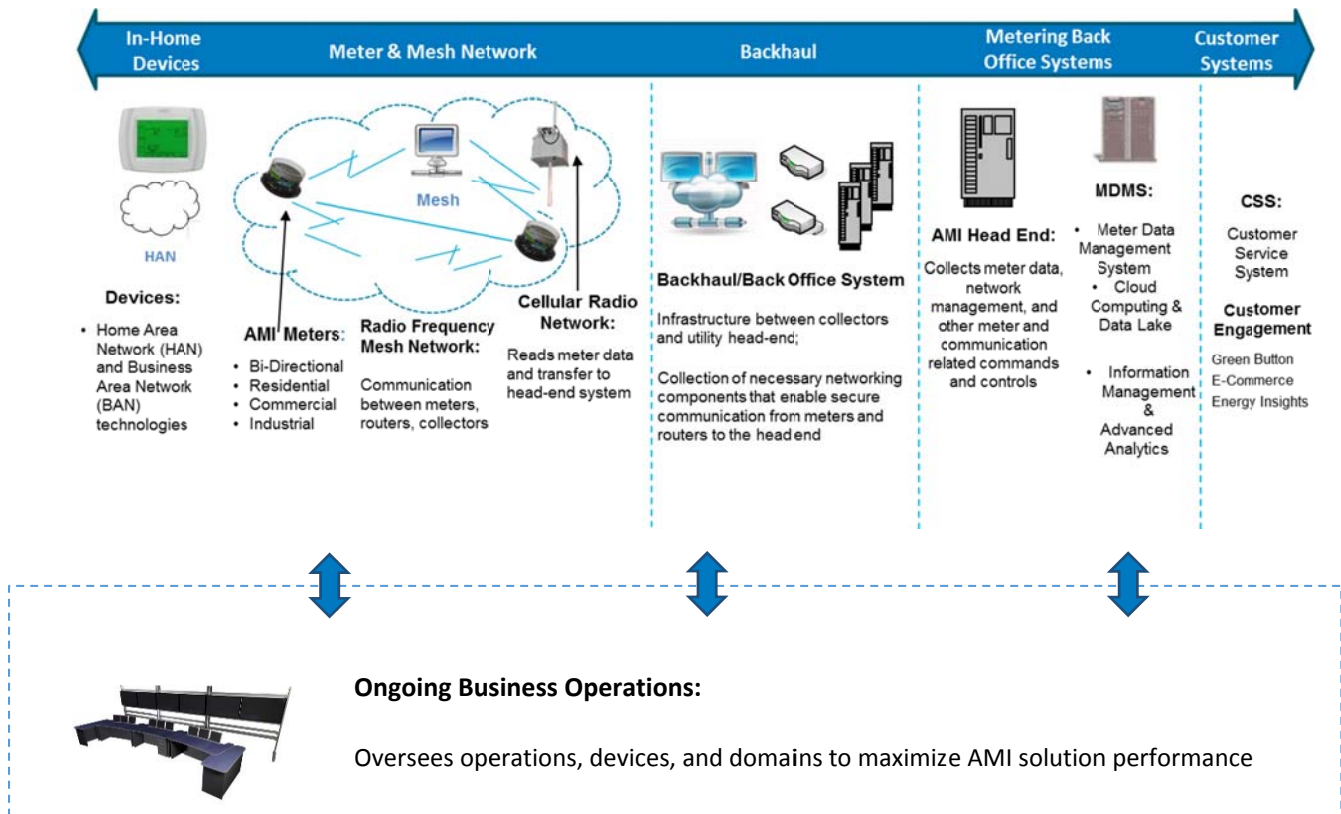 In-Home
Devices
Meter & Mesh Network
Backhaul
Metering Back
Office Systems
Customer
Systems
HAN
Devices:
• Home Area
Network (HAN)
and Business
Area Network
(BAN)
technologies
Mesh
AMI Meters:
• Bi-Directional
• Residential
• Commercial
• Industrial
Radio Frequency
Mesh Network:
Communication
between meters,
routers, collectors
Cellular Radio
Network:
Reads meter data
and transfer to
head-end system
Backhaul/Back Office System
Infrastructure between collectors
and utility head-end;
Collection of necessary networking
components that enable secure
communication from meters and
routers to the head end
AMI Head End:
Collects meter data,
network
management, and
other meter and
communication
related commands
and controls
MDMS:
• Meter Data
Management
System
• Cloud
Computing &
Data Lake
• Information
Management
&
Advanced
Analytics
CSS:
Customer
Service
System
Customer
Engagement
Green Button
E-Commerce
Energy Insights
Ongoing Business Operations:
Oversees operations, devices, and domains to maximize AMI solution performance